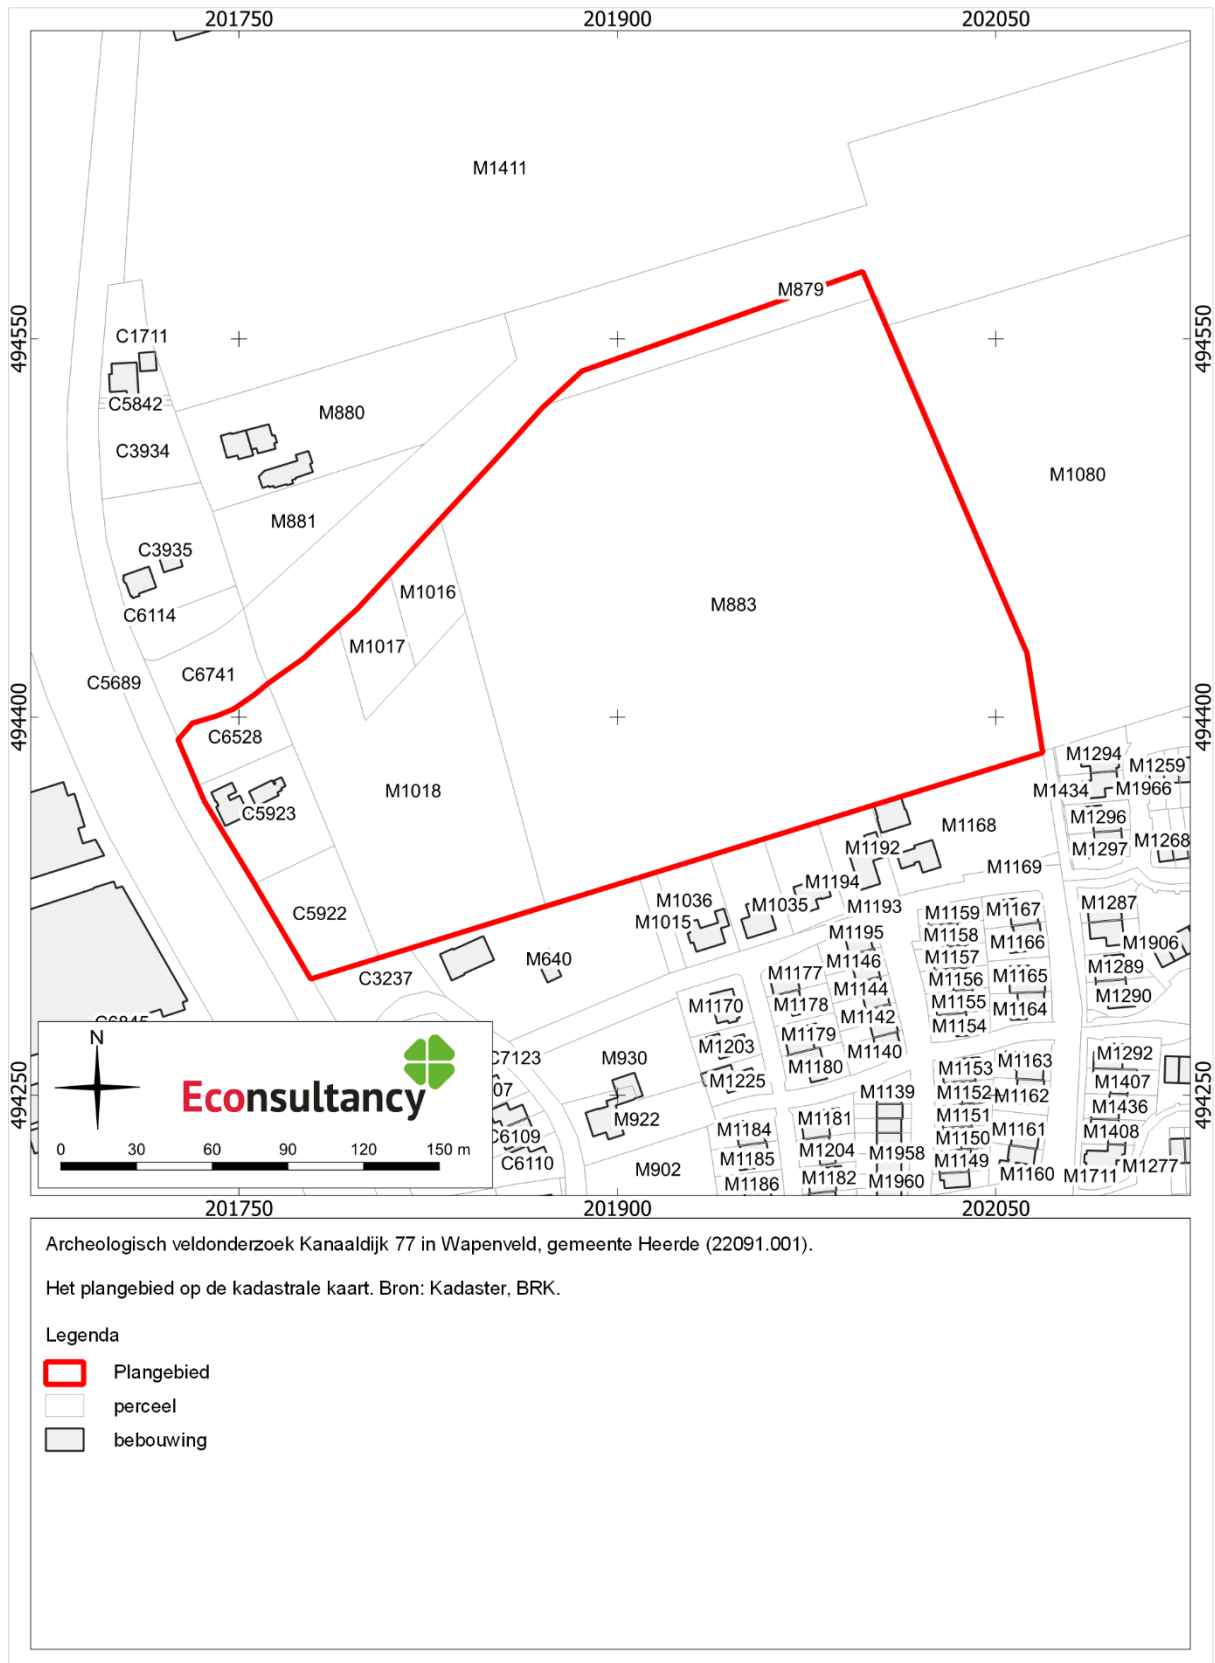 201750 201900 202050
M1411
M879
494550 494550
C1711
C5842
M880
C3934
M1080
M881
C3935
M1016
M883
C6114
M1017
C6741
C5689
494400 494400
C6528
M1294
M1259
M1018
M1434
M1966
C5923
M1296
M1168
M1297
M1268
M1192
M1169
M1194
M1036
M1035
M1193
M1287
C5922
M1015
M1159
M1167
M1195
M1158
M1166
M1906
M640
M1146
M1157
M1289
C3237
M1177
M1156
M1165
M1144
M1290
M1170
M1178
M1155
M1164
M1142
M1154
C6845
M1179
M1203
M1140
C7123
M930
M1163
M1292
M1180
M1153
M1225
M1407
07
M1139
M1152
M1162
494250 494250
M1436
M922
M1181
M1151
M1161
M1184
M1408
C6109
M1150
M1204
M1958
C6110
M1185
M1149
M902
M1160
M1277
M1182
M1711
M1186
M1960
N
Econsultancy
0 30 60 90 120 150 m
201750 201900 202050
Archeologisch veldonderzoek Kanaaldijk 77 in Wapenveld, gemeente Heerde (22091.001).
Het plangebied op de kadastrale kaart. Bron: Kadaster, BRK.
Legenda
Plangebied
perceel
bebouwing